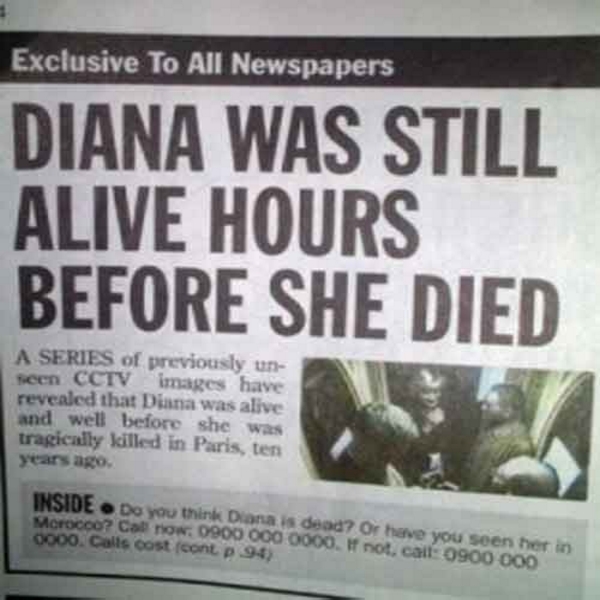 Exclusive To All Newspapers
DIANA WAS STILL
ALIVE HOURS
BEFORE SHE DIED
A SERIES of previously un-
seen CCTV images have
revealed that Diana was alive
and well before she was
tragically killed in Paris, ten
years ago.
INSIDE ● Do you think Diana is dead? Or have you seen her in
Morocco? Call now: 0900 000 0000. If not, call: 0900 000
0000. Calls cost (cont. p .94)